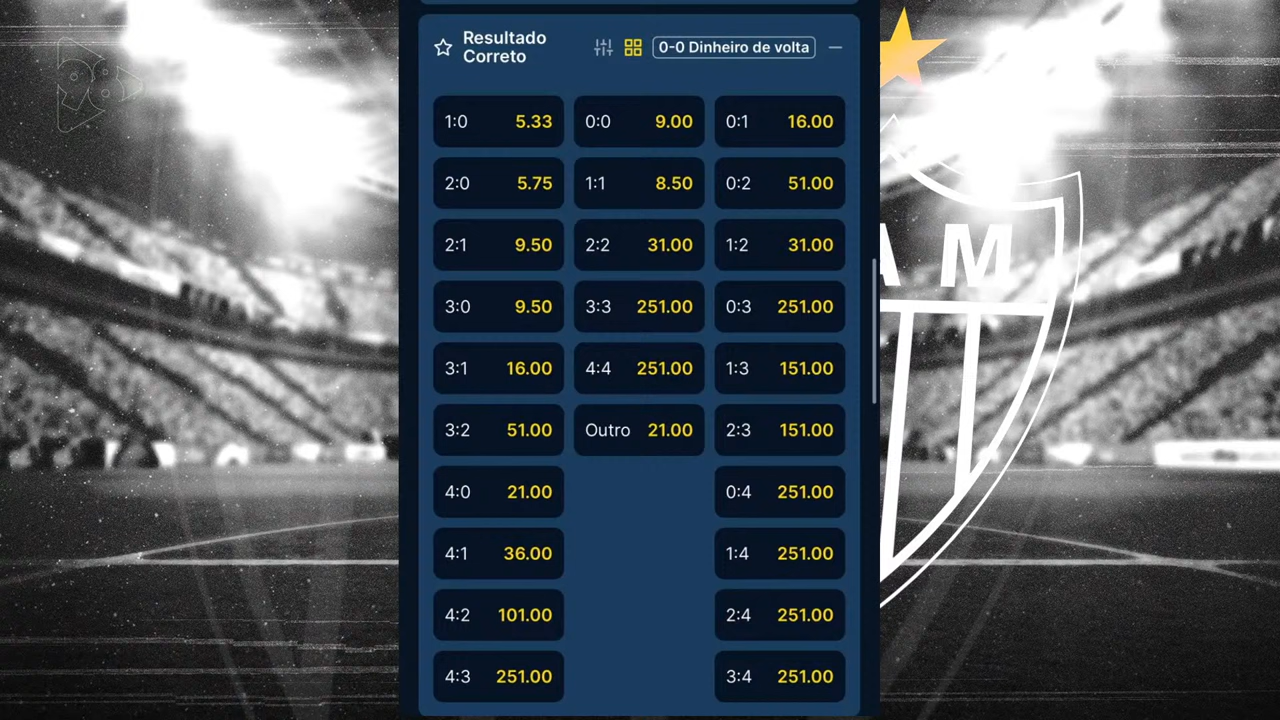 Resultado
Correto
0-0 Dinheiro de volta
1:0 5.33 0:0 9.00 0:1 16.00
2:0 5.75 1:1 8.50 0:2 51.00
2:1 9.50 2:2 31.00 1:2 31.00
3:0 9.50 3:3 251.00 0:3 251.00
3:1 16.00 4:4 251.00 1:3 151.00
3:2 51.00 Outro 21.00 2:3 151.00
4:0 21.00 0:4 251.00
4:1 36.00 1:4 251.00
4:2 101.00 2:4 251.00
4:3 251.00 3:4 251.00
98
A M